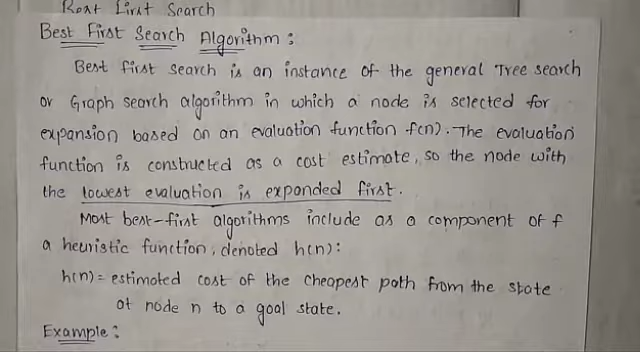 Best First Search
Best First Search Algorithm :
Best first search is an instance of the general Tree search
or Graph search algorithm in which a node is selected for
expansion based on an evaluation function f(n). The evaluation
function is constructed as a cost estimate, so the node with
the lowest evaluation is expanded first.
Most best-first algorithms include as a component of f
a heuristic function, denoted h(n):
h(n) = estimated cost of the cheapest path from the state
at node n to a goal state.
Example :